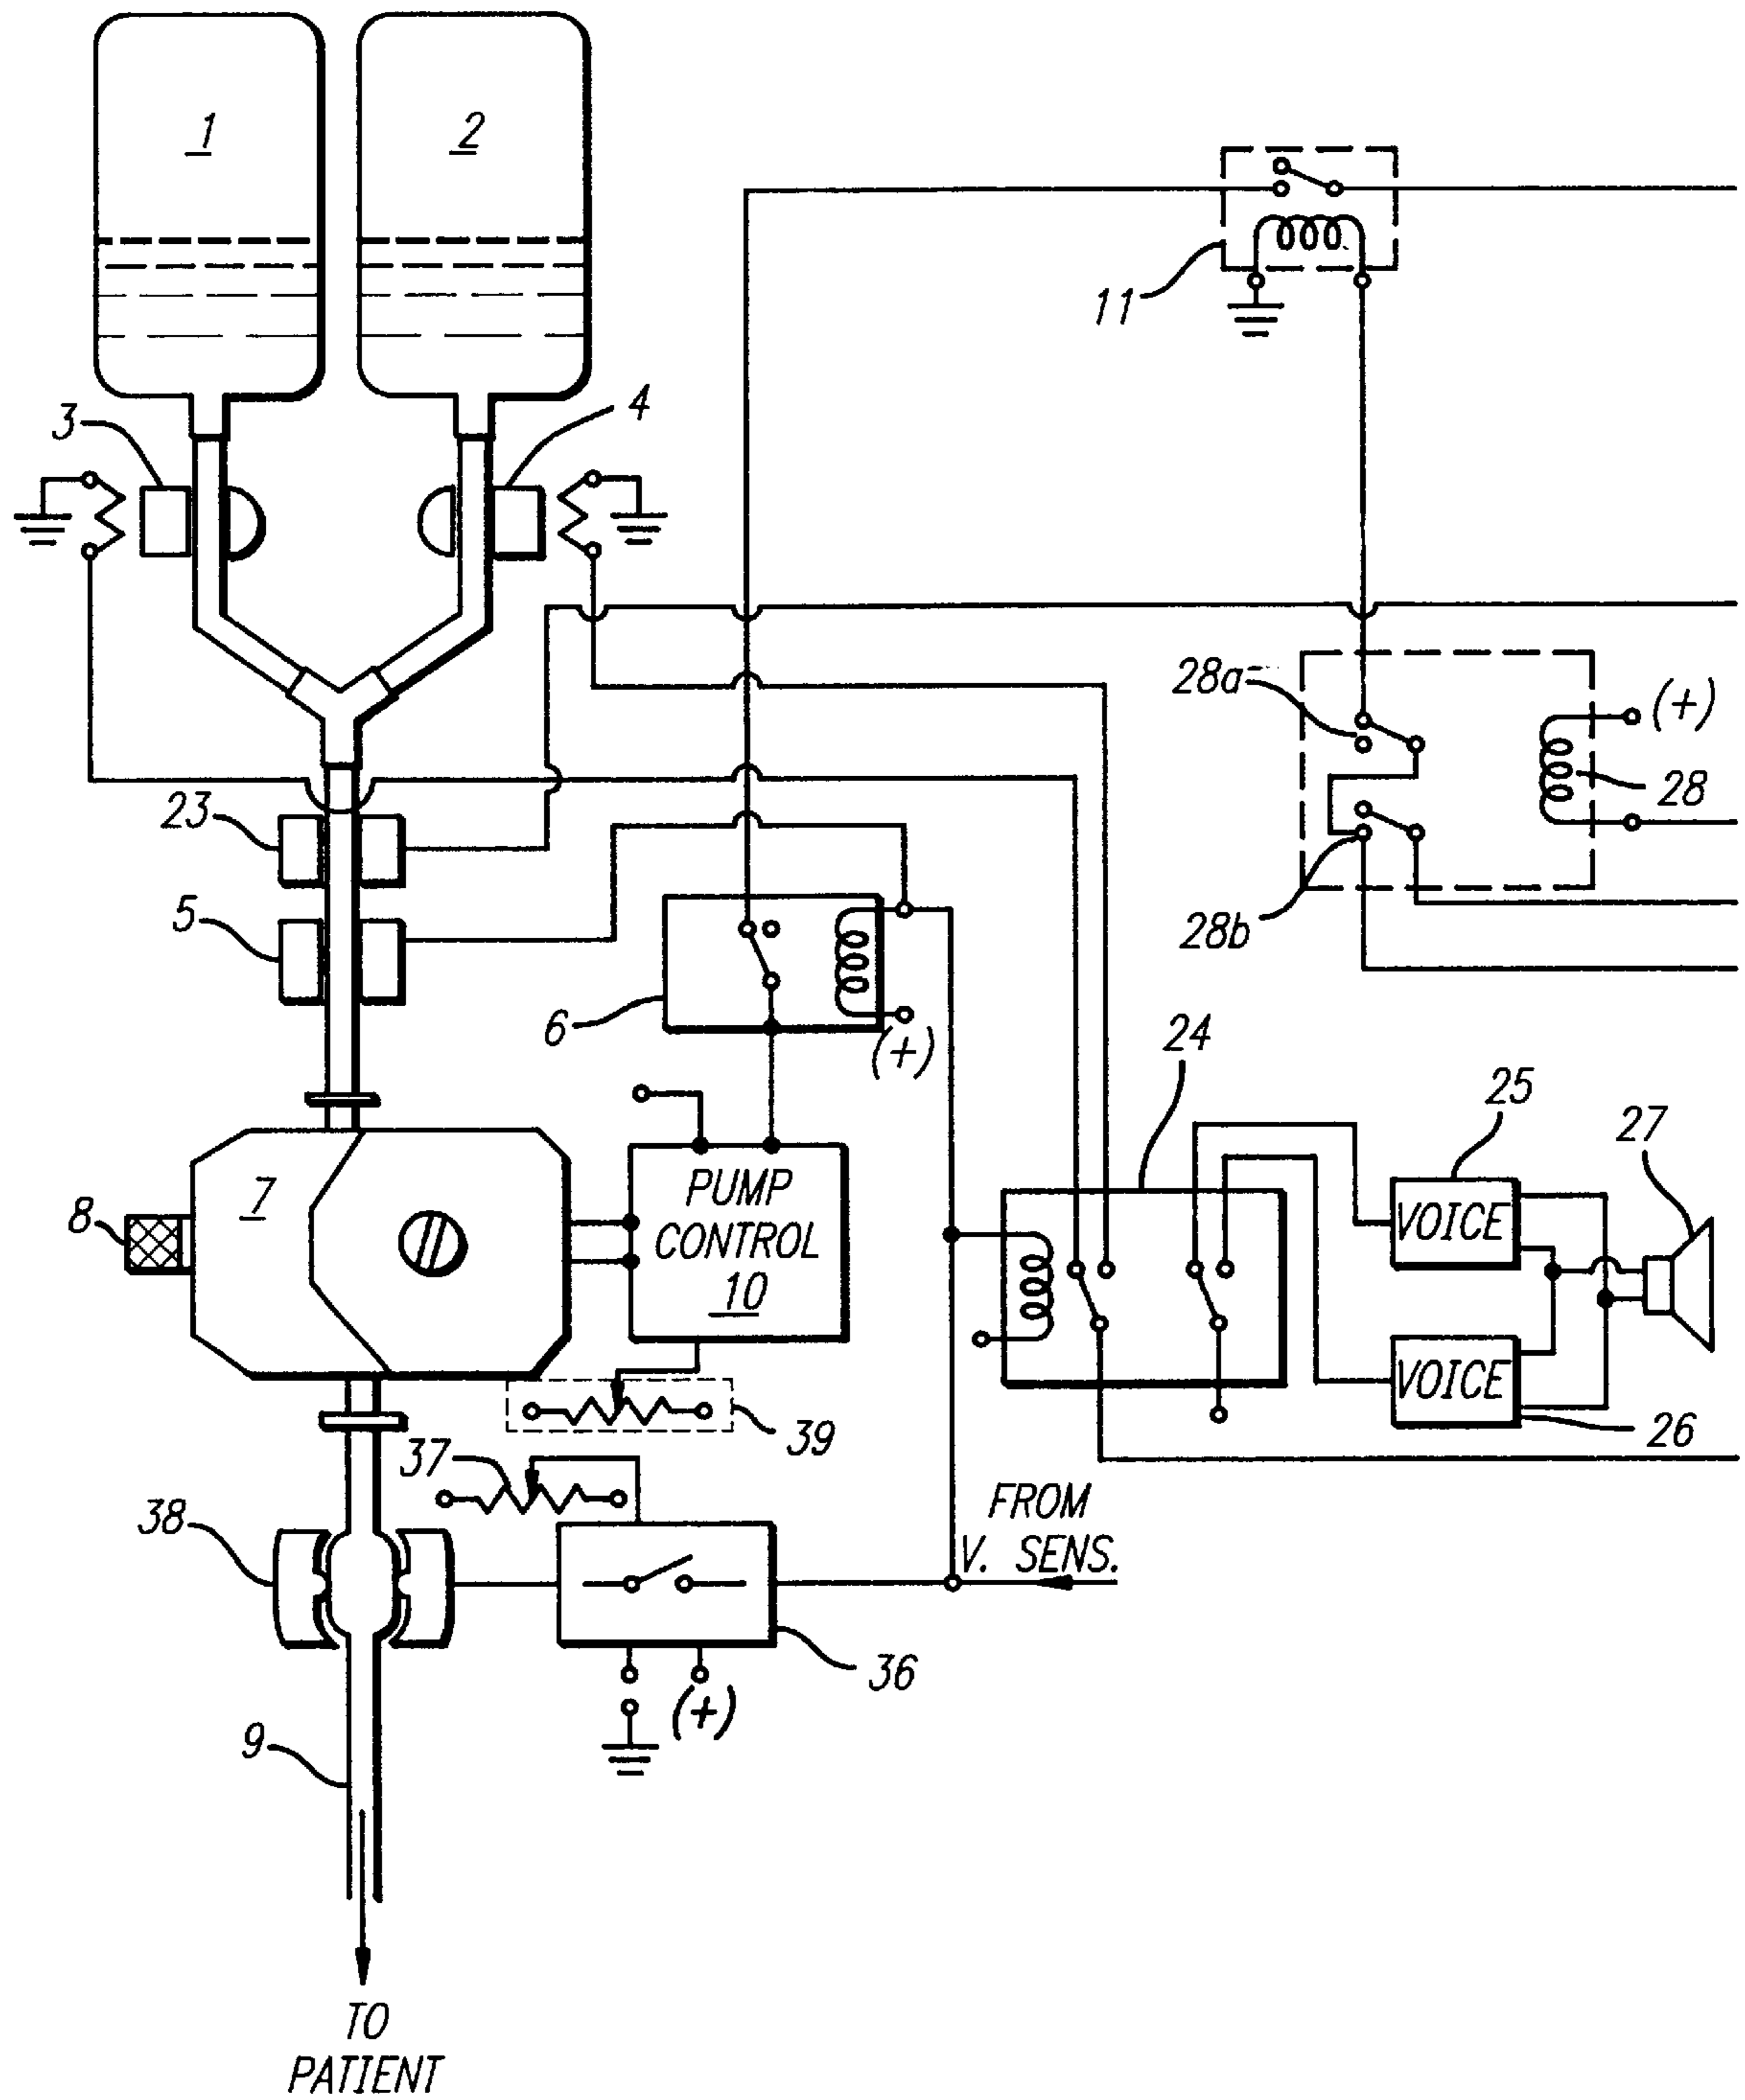 1
2
11
3
4
28a
(+)
28
23
5
28b
6
(+)
24
25
27
7
8
PUMP
CONTROL
10
VOICE
VOICE
26
39
37
38
FROM
V. SENS.
36
(+)
9
TO
PATIENT